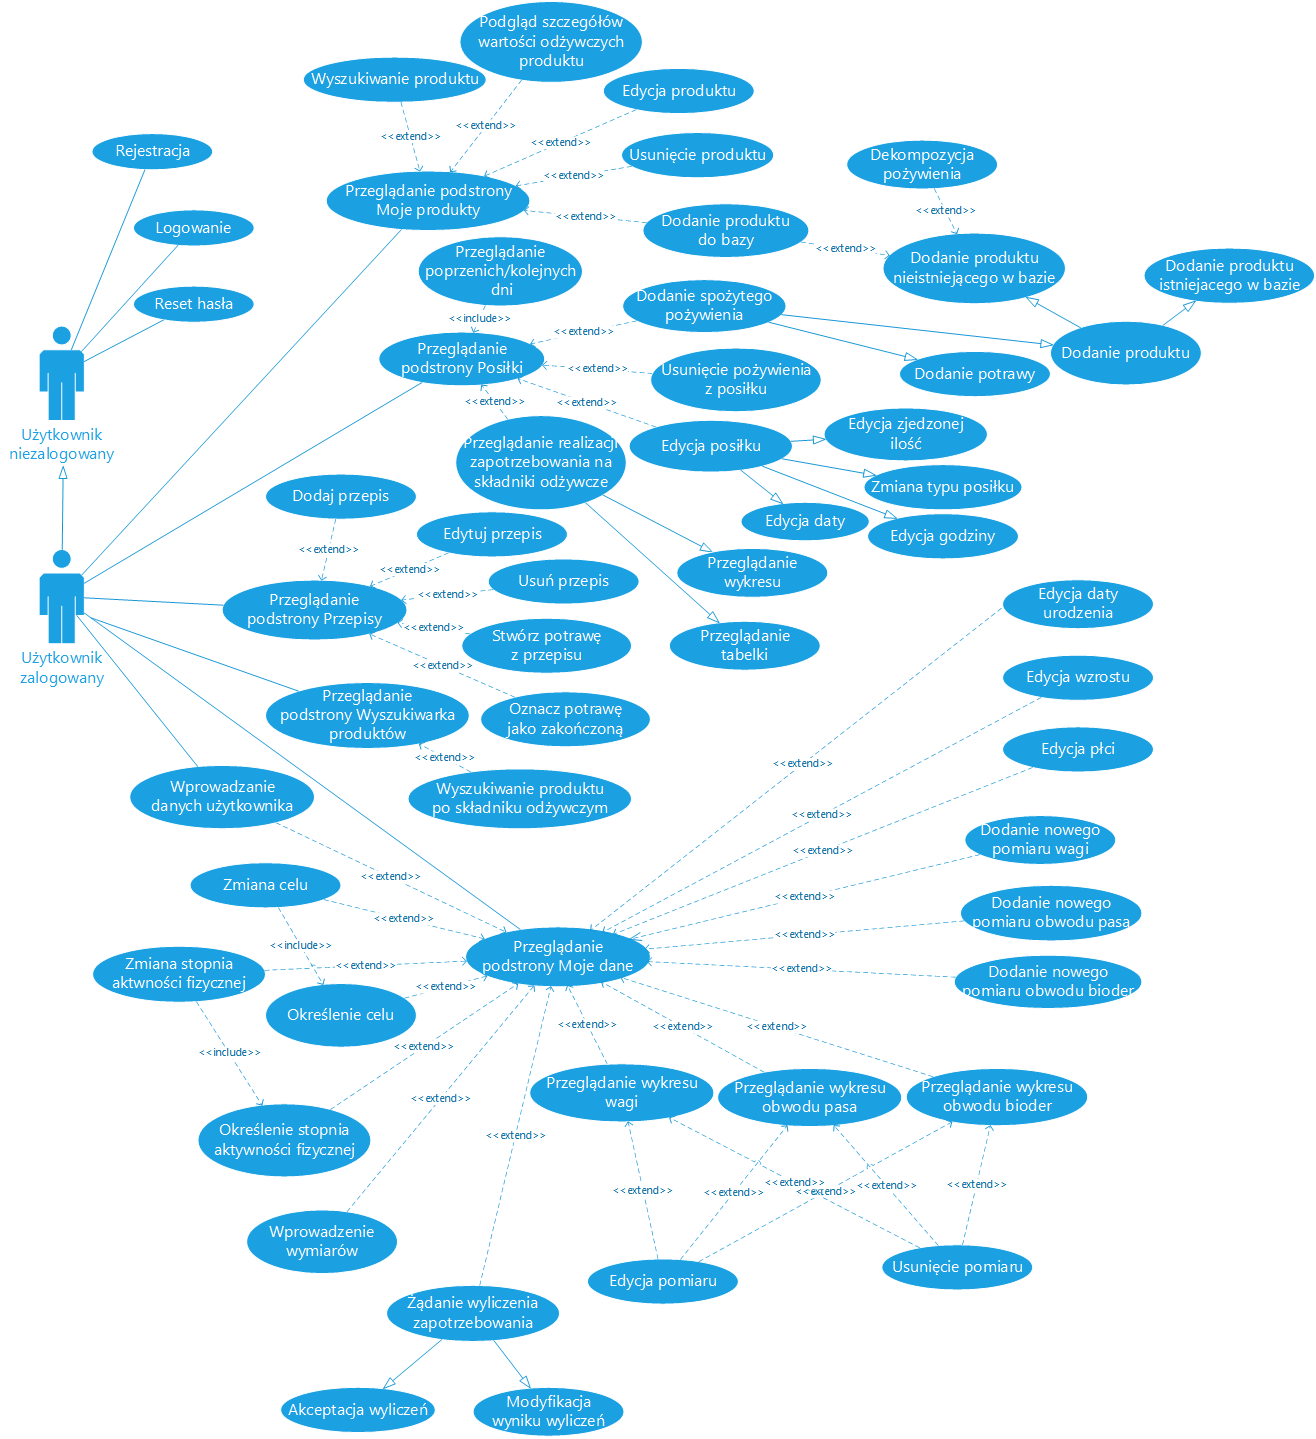 Podgląd szczegółów
wartości odżywczych
produktu
Wyszukiwanie produktu
Edycja produktu
<<extend>>
<<extend>>
<<extend>>
Rejestracja
Usunięcie produktu
Dekompozycja
pożywienia
<<extend>>
Przeglądanie podstrony
Moje produkty
<<extend>>
<<extend>>
Dodanie produktu
do bazy
Logowanie
<<extend>>
Przeglądanie
poprzenich/kolejnych
dni
Dodanie produktu
nieistniejącego w bazie
Dodanie produktu
istniejacego w bazie
Reset hasła
Dodanie spożytego
pożywienia
<<include>>
<<extend>>
Przeglądanie
podstrony Posiłki
Dodanie produktu
<<extend>>
Usunięcie pożywienia
z posiłku
Dodanie potrawy
<<extend>>
<<extend>>
Użytkownik
niezalogowany
Przeglądanie realizacji
zapotrzebowania na
składniki odżywcze
Edycja posiłku
Edycja zjedzonej
ilość
Zmiana typu posiłku
Dodaj przepis
Edycja daty
Edycja godziny
Edytuj przepis
<<extend>>
<<extend>>
Przeglądanie
wykresu
Usuń przepis
<<extend>>
Przeglądanie
podstrony Przepisy
Edycja daty
urodzenia
<<extend>>
Stwórz potrawę
z przepisu
Przeglądanie
tabelki
Użytkownik
zalogowany
<<extend>>
Edycja wzrostu
Przeglądanie
podstrony Wyszukiwarka
produktów
Oznacz potrawę
jako zakończoną
Edycja płci
<<extend>>
<<extend>>
Wprowadzanie
danych użytkownika
Wyszukiwanie produktu
po składniku odżywczym
<<extend>>
Dodanie nowego
pomiaru wagi
<<extend>>
<<extend>>
Zmiana celu
<<extend>>
Dodanie nowego
pomiaru obwodu pasa
<<extend>>
<<extend>>
<<include>>
Przeglądanie
podstrony Moje dane
Zmiana stopnia
aktwności fizycznej
<<extend>>
<<extend>>
Dodanie nowego
pomiaru obwodu bioder
<<extend>>
Określenie celu
<<extend>>
<<extend>>
<<extend>>
<<extend>>
<<include>>
Przeglądanie wykresu
wagi
Przeglądanie wykresu
obwodu pasa
Przeglądanie wykresu
obwodu bioder
<<extend>>
Określenie stopnia
aktywności fizycznej
<<extend>>
<<extend>>
<<extend>>
<<extend>>
<<extend>>
<<extend>>
<<extend>>
Wprowadzenie
wymiarów
Edycja pomiaru
Usunięcie pomiaru
Żądanie wyliczenia
zapotrzebowania
Akceptacja wyliczeń
Modyfikacja
wyniku wyliczeń